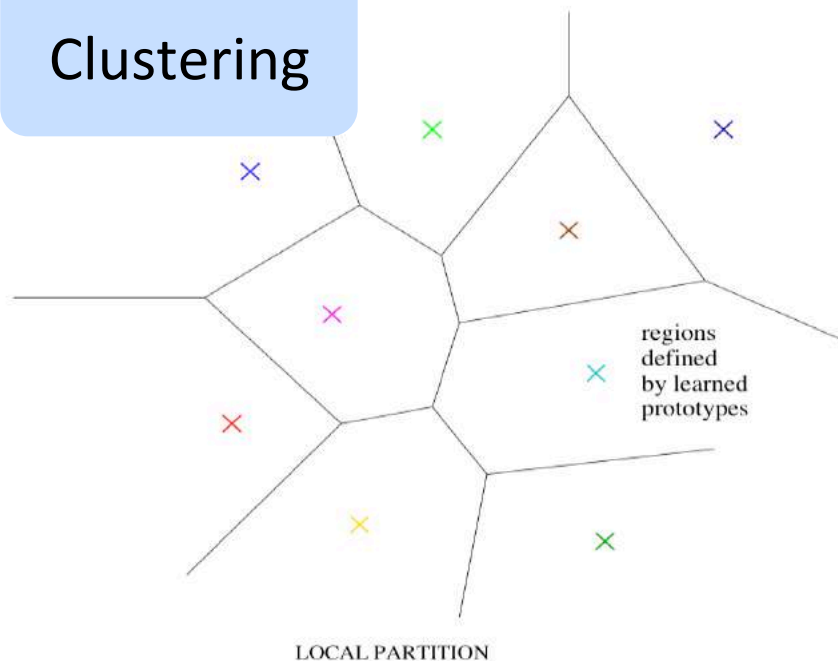 Clustering
regions
defined
by learned
prototypes
LOCAL PARTITION